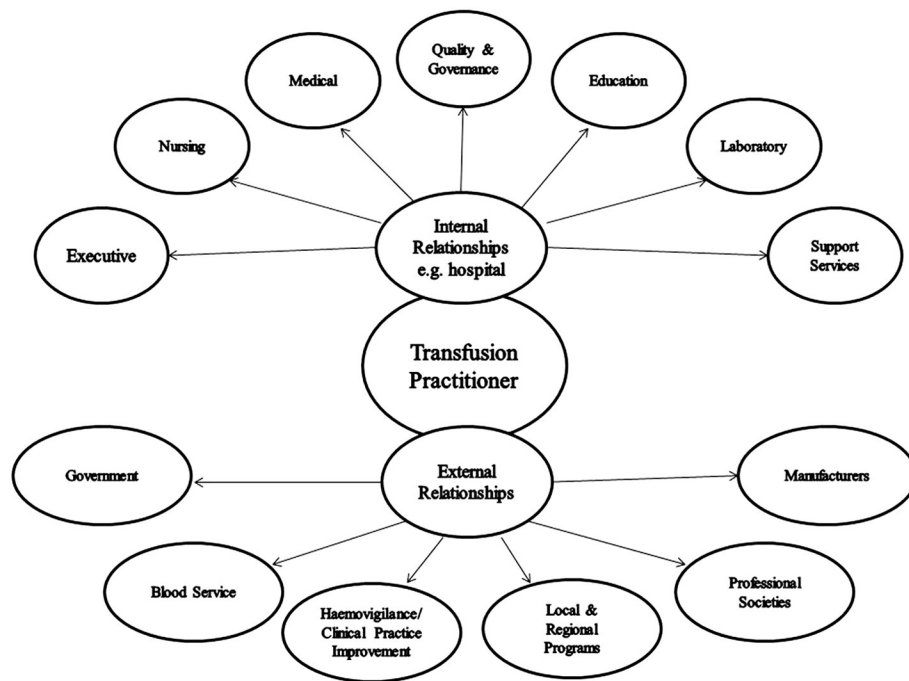 Quality &
Governance
Medical
Education
Nursing
Laboratory
Internal
Relationships
e.g. hospital
Executive
Support
Services
Transfusion
Practitioner
Government
External
Relationships
Manufacturers
Blood Service
Haemovigilance/
Clinical Practice
Improvement
Local &
Regional
Programs
Professional
Societies